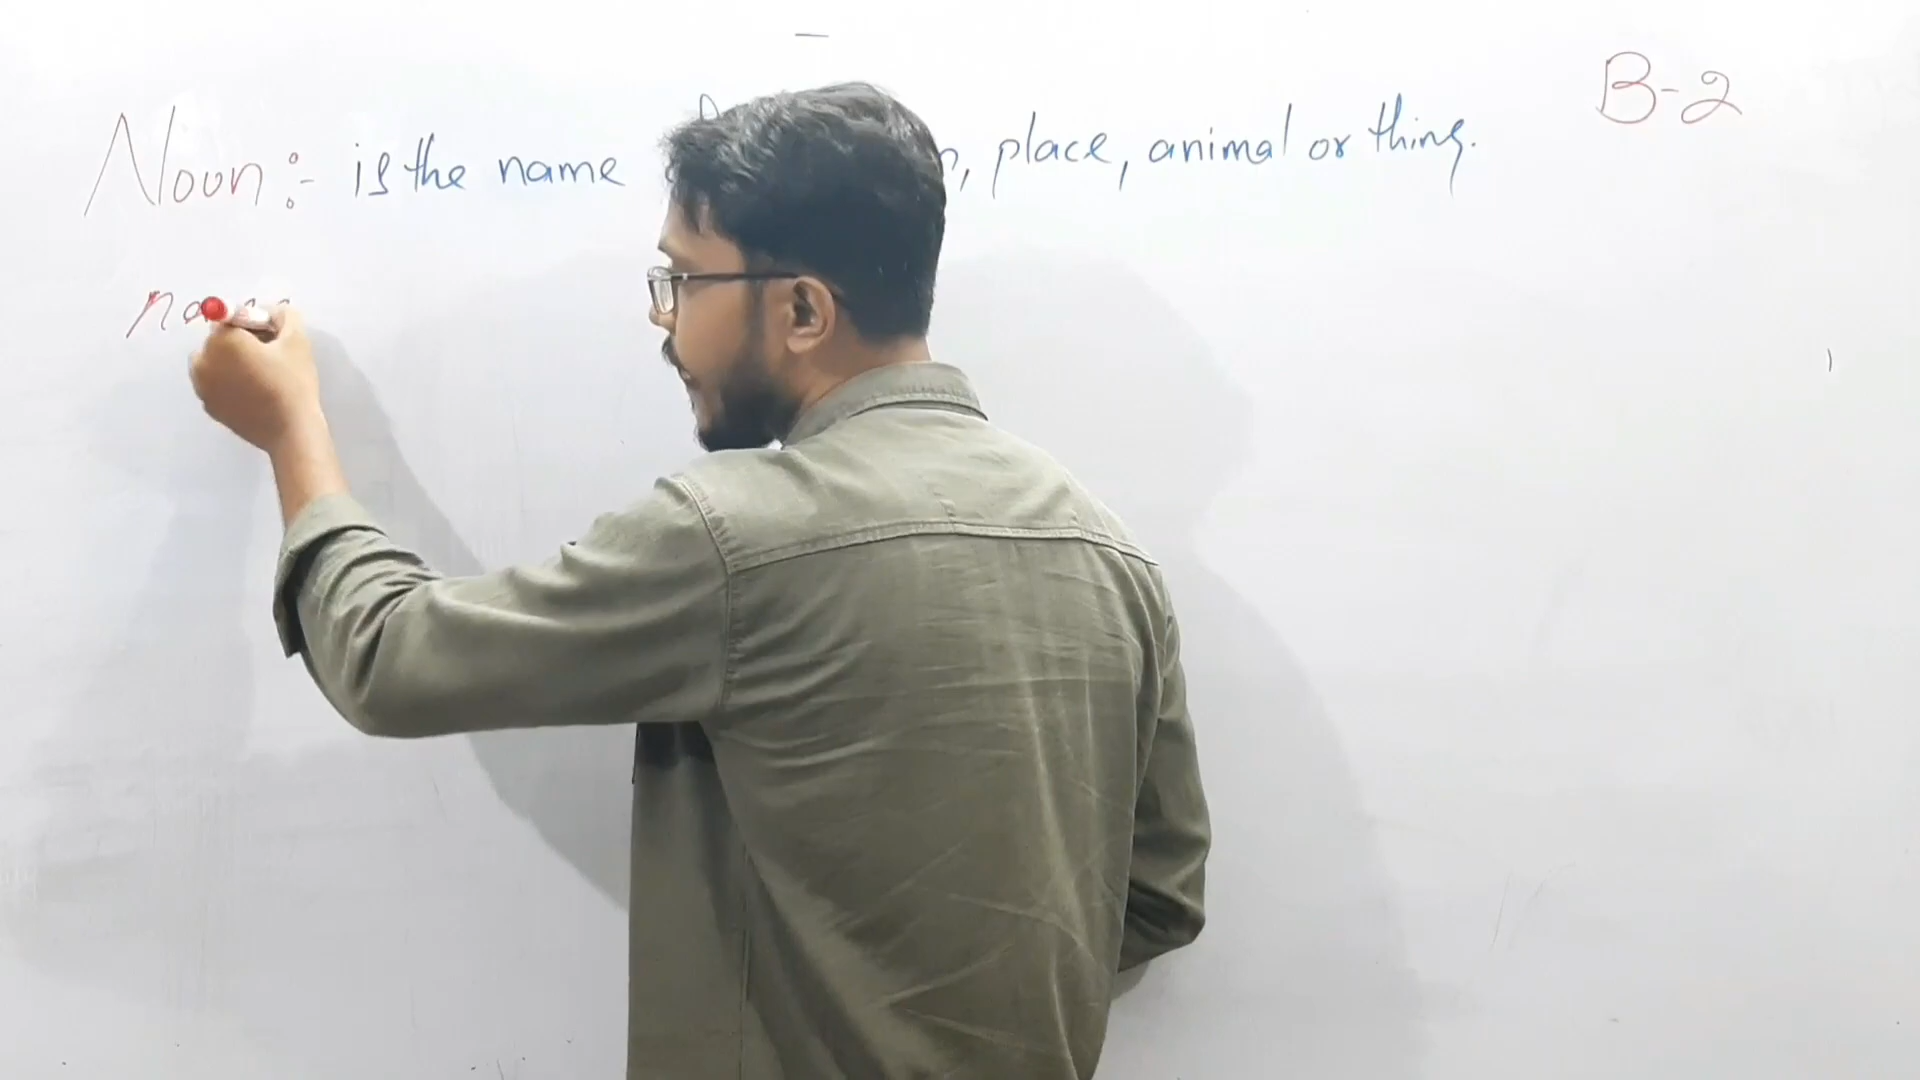 B-2
Noun:- is the name , place, animal or thing.